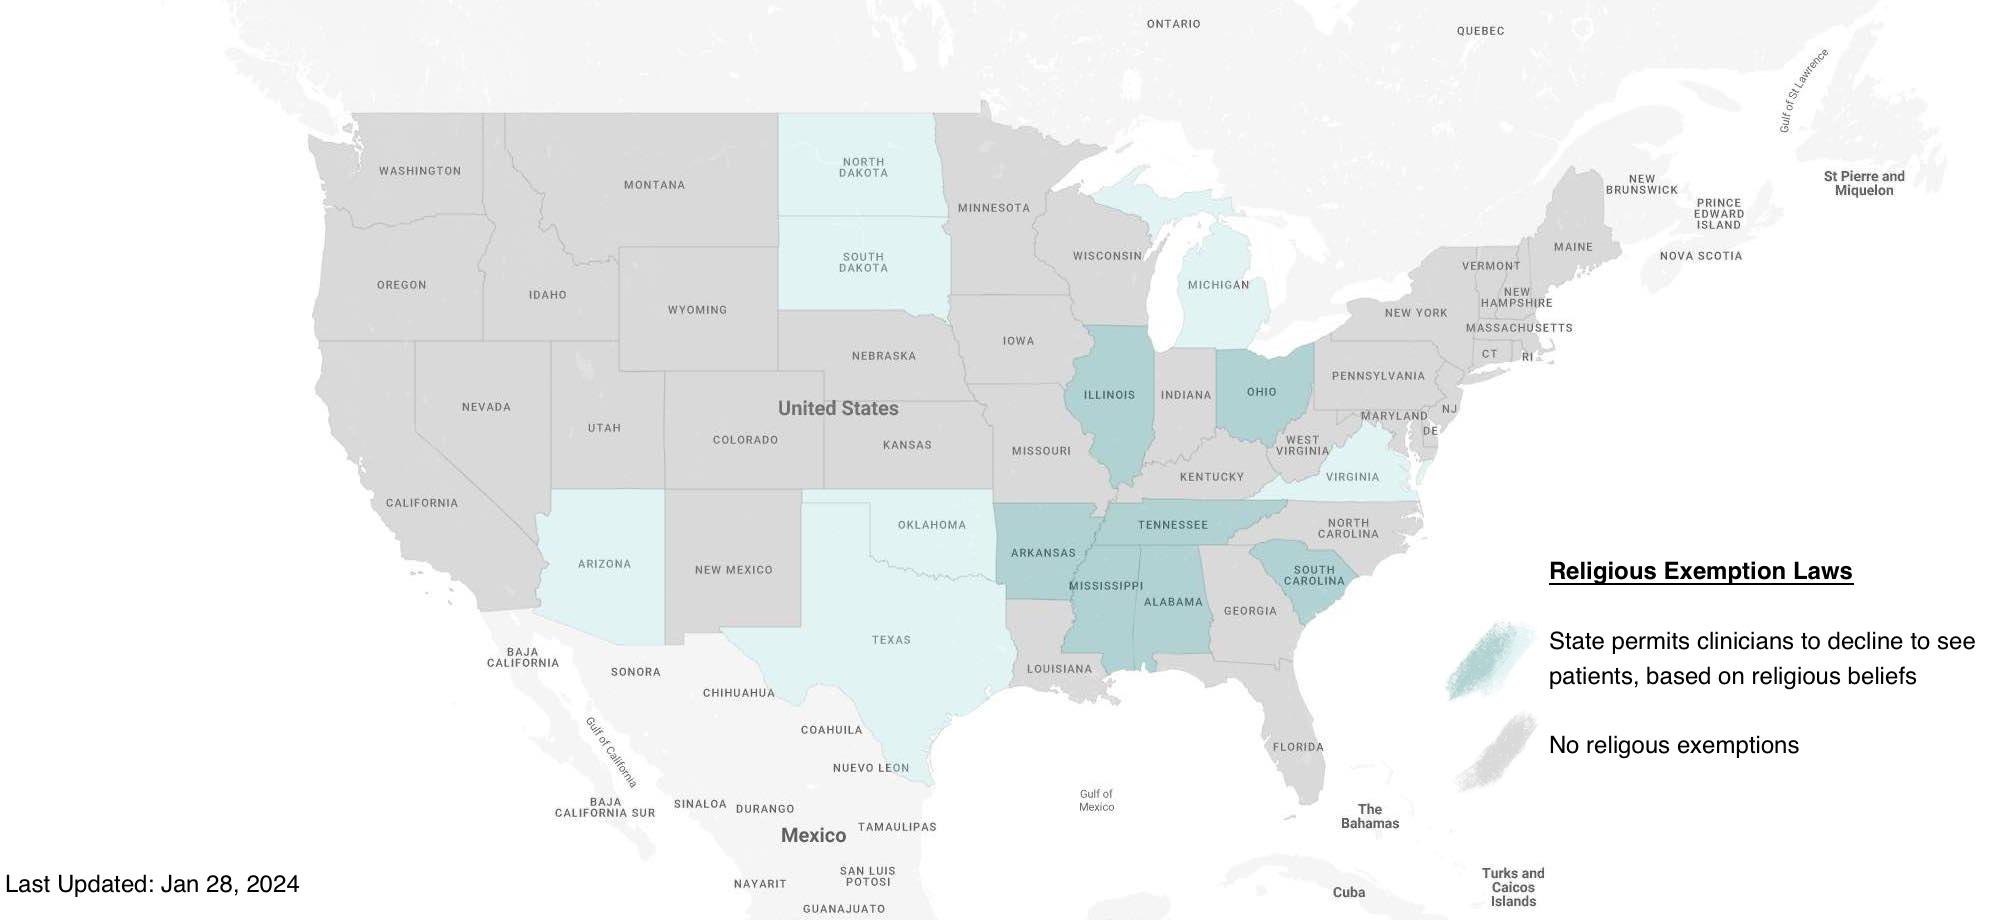 ONTARIO
QUEBEC
Gulf of St Lawrence
St Pierre and
Miquelon
NEW
BRUNSWICK
PRINCE
EDWARD
ISLAND
NOVA SCOTIA
WASHINGTON
MONTANA
NORTH
DAKOTA
MINNESOTA
SOUTH
DAKOTA
WISCONSIN
MICHIGAN
MAINE
VERMONT
NEW
HAMPSHIRE
NEW YORK
MASSACHUSETTS
CT
RI
OREGON
IDAHO
WYOMING
IOWA
NEBRASKA
PENNSYLVANIA
ILLINOIS
INDIANA
OHIO
NEVADA
United States
NJ
MARYLAND
UTAH
COLORADO
KANSAS
DE
MISSOURI
WEST
VIRGINIA
KENTUCKY
VIRGINIA
CALIFORNIA
OKLAHOMA
TENNESSEE
NORTH
CAROLINA
ARIZONA
NEW MEXICO
ARKANSAS
SOUTH
CAROLINA
MISSISSIPPI
ALABAMA
GEORGIA
TEXAS
LOUISIANA
FLORIDA
Religious Exemption Laws
State permits clinicians to decline to see
patients, based on religious beliefs
No religous exemptions
BAJA
CALIFORNIA
SONORA
CHIHUAHUA
Gulf of California
COAHUILA
NUEVO LEON
BAJA
CALIFORNIA SUR
SINALOA
DURANGO
Gulf of
Mexico
The
Bahamas
Mexico
TAMAULIPAS
SAN LUIS
POTOSI
NAYARIT
GUANAJUATO
Cuba
Turks and
Caicos
Islands
Last Updated: Jan 28, 2024